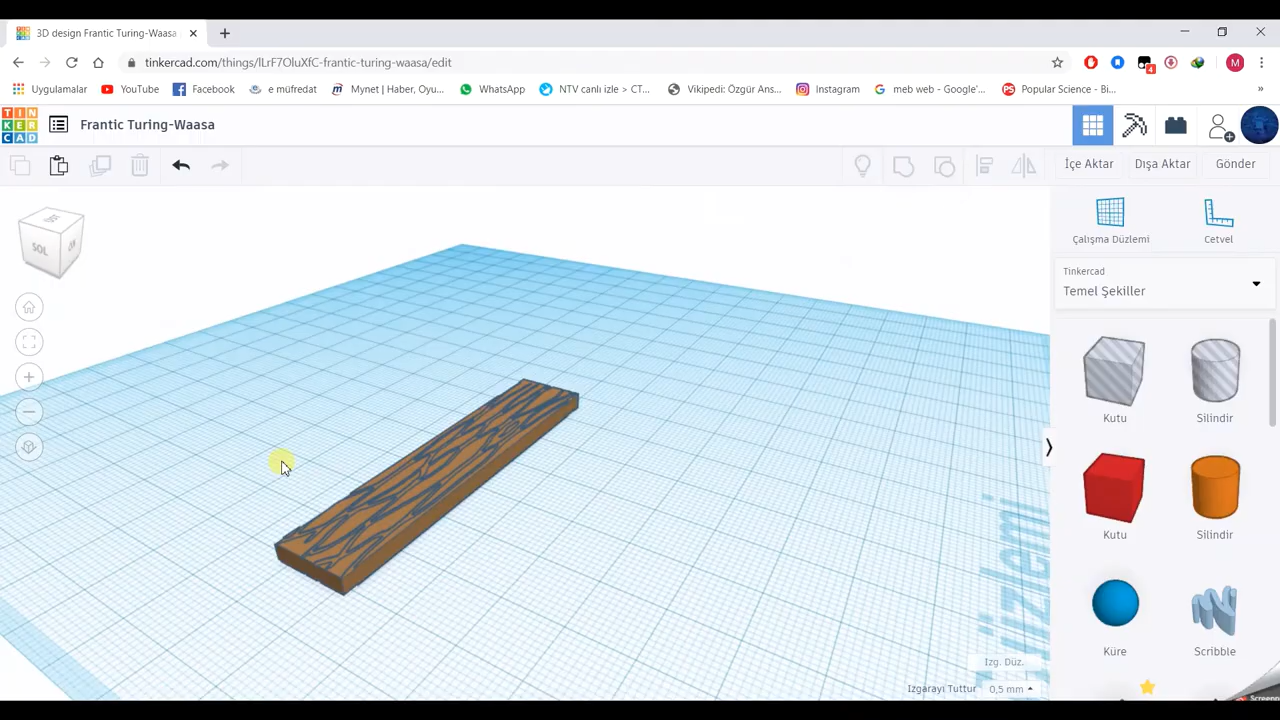 3D design Frantic Turing-Waasa
tinkercad.com/things/lLrF7OluXfC-frantic-turing-waasa/edit
Uygulamalar YouTube Facebook e müfredat Mynet | Haber, Oyu... WhatsApp NTV canlı izle > CT... Vikipedi: Özgür Ans... Instagram meb web - Google'... Popular Science - Bi... »
TIN
KER
CAD
Frantic Turing-Waasa
İçe Aktar Dışa Aktar Gönder
SOL
Çalışma Düzlemi Cetvel
Tinkercad
Temel Şekiller
Kutu Silindir
Kutu Silindir
Küre Scribble
Izg. Düz.
Izgarayı Tuttur 0,5 mm